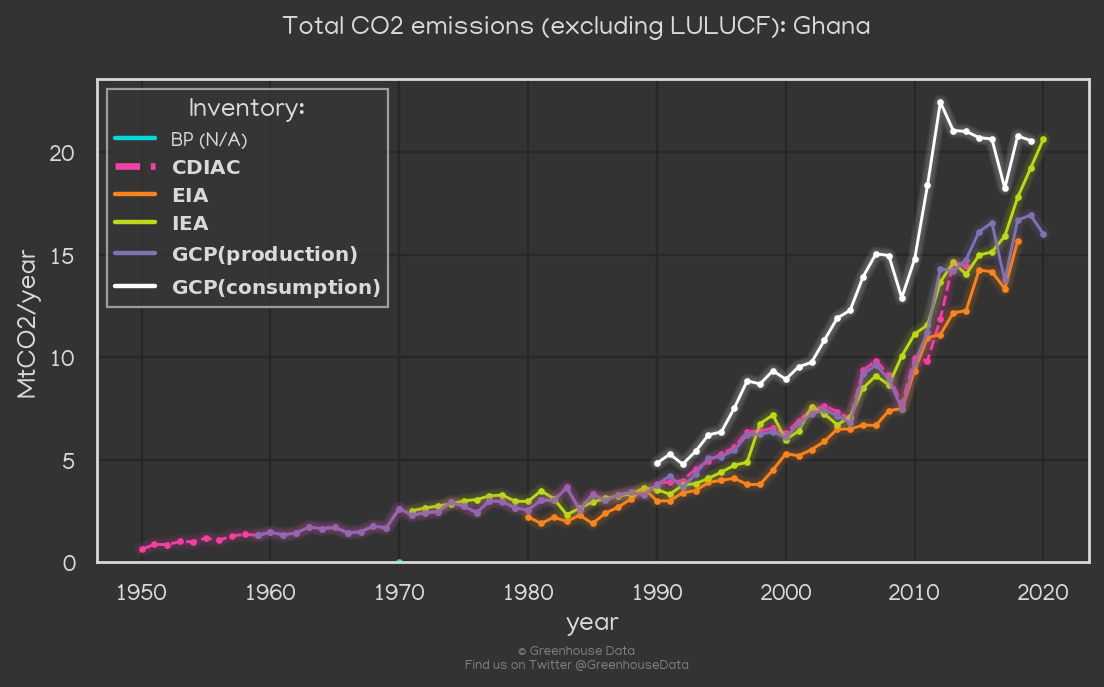 Total CO2 emissions (excluding LULUCF): Ghana
Inventory:
BP (N/A)
CDIAC
EIA
IEA
GCP(production)
GCP(consumption)
MtCO2/year
20
15
10
5
0
1950 1960 1970 1980 1990 2000 2010 2020
year
© Greenhouse Data
Find us on Twitter @GreenhouseData